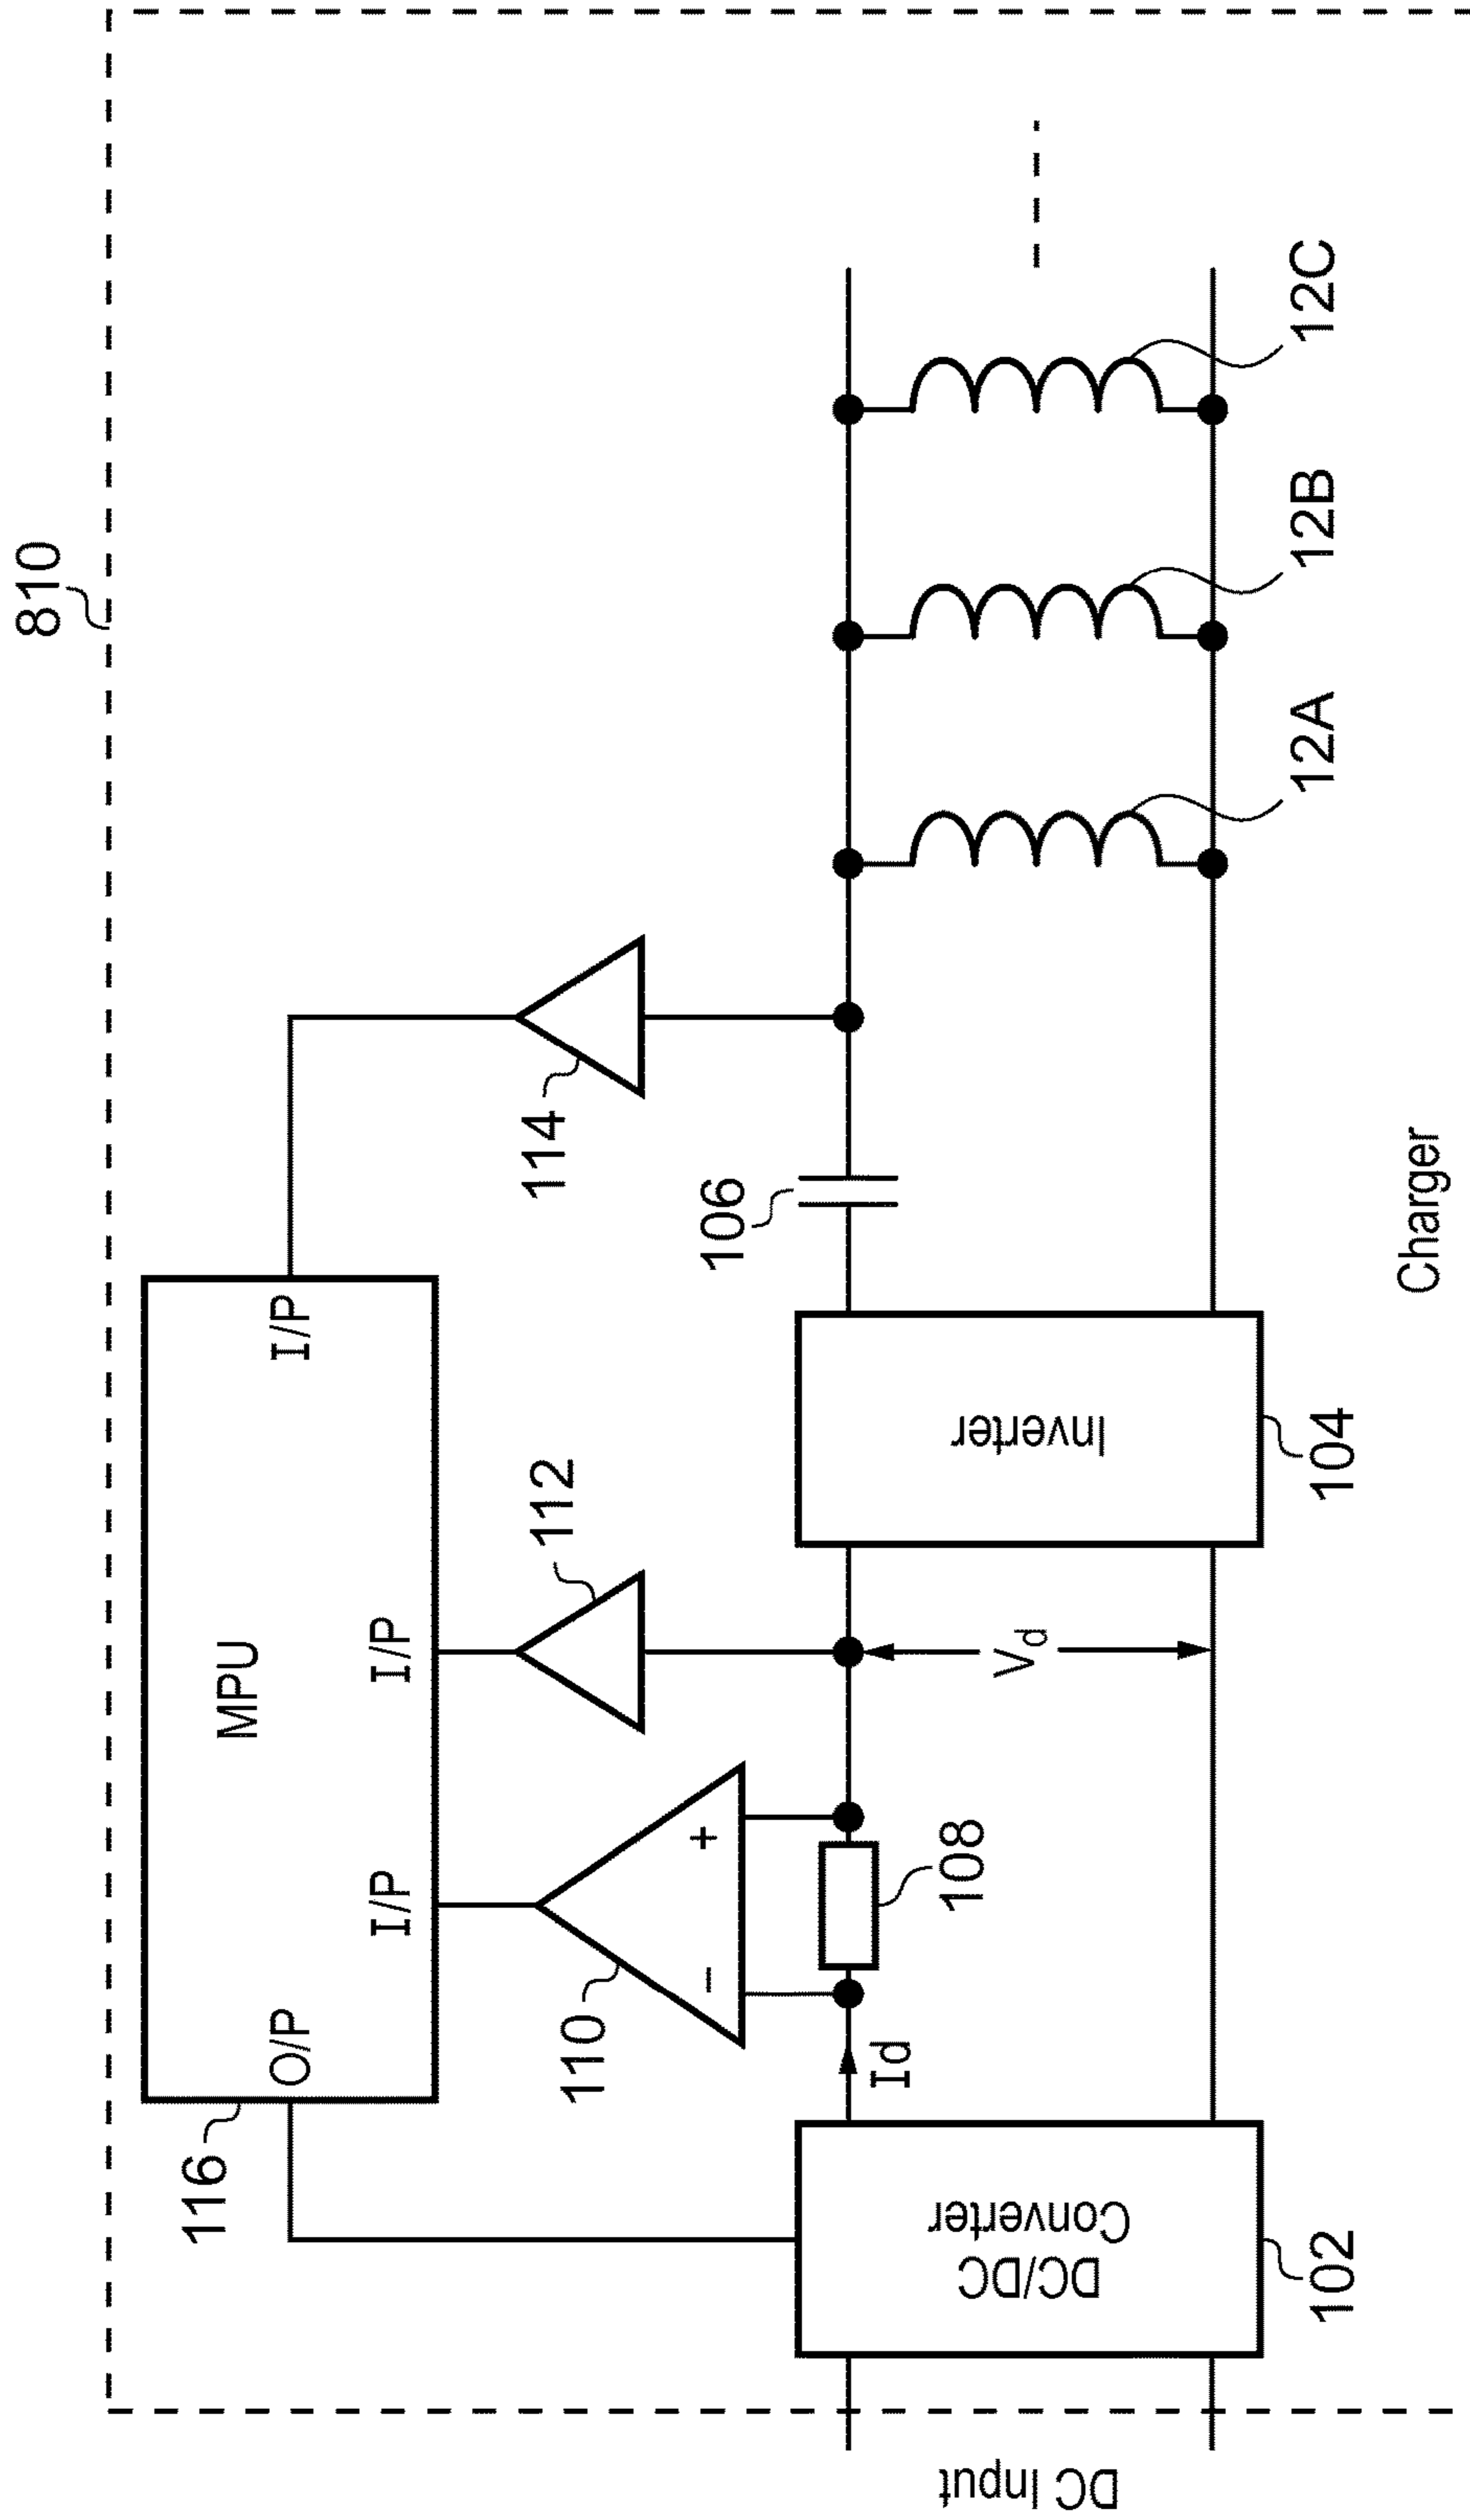 810
116
MPU
O/P
I/P
I/P
I/P
110
112
114
106
108
Id
Vd
DC Input
DC/DC
Converter
102
Inverter
104
12A
12B
12C
Charger